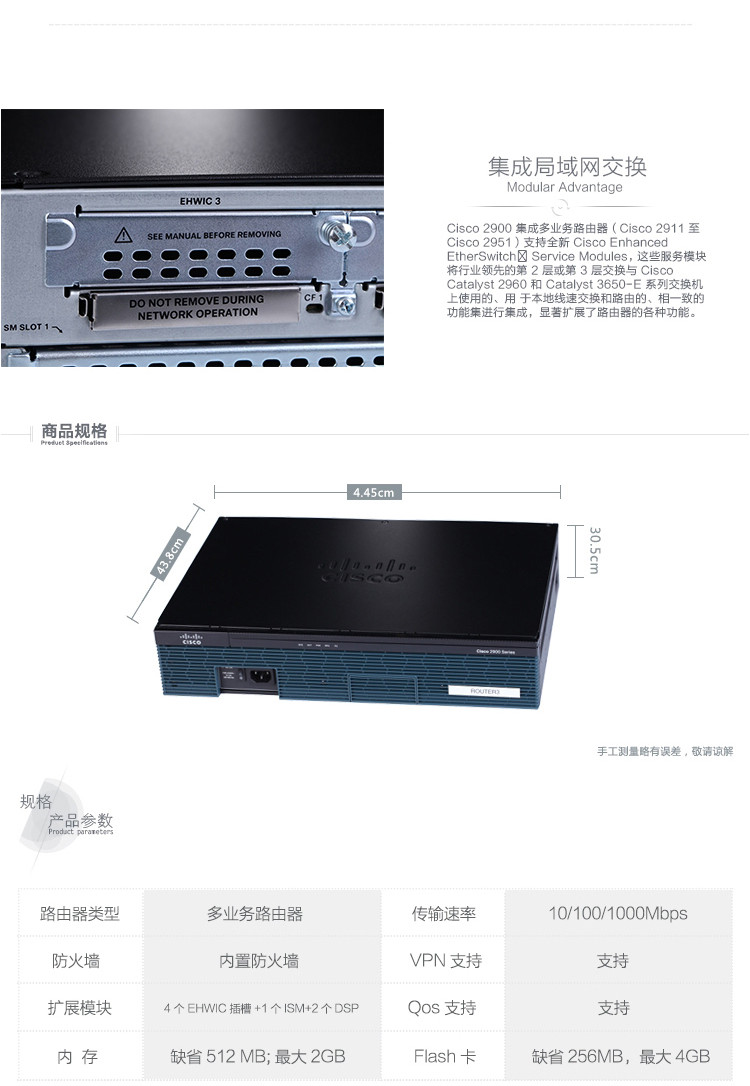 EHWIC 3
SEE MANUAL BEFORE REMOVING
DO NOT REMOVE DURING
NETWORK OPERATION
CF 1
SM SLOT 1
集成局域网交换
Modular Advantage
Cisco 2900 集成多业务路由器（Cisco 2911 至
Cisco 2951）支持全新 Cisco Enhanced
EtherSwitch Service Modules，这些服务模块
将行业领先的第 2 层或第 3 层交换与 Cisco
Catalyst 2960 和 Catalyst 3650-E 系列交换机
上使用的、用 于本地线速交换和路由的、相一致的
功能集进行集成，显著扩展了路由器的各种功能。
商品规格
Product Specifications
4.45cm
43.8cm
30.5cm
CISCO
CISCO
Cisco 2900 Series
ROUTER3
手工测量略有误差，敬请谅解
规格
产品参数
Product parameters
路由器类型 多业务路由器 传输速率 10/100/1000Mbps
防火墙 内置防火墙 VPN 支持 支持
扩展模块 4 个 EHWIC 插槽 +1 个 ISM+2 个 DSP Qos 支持 支持
内 存 缺省 512 MB; 最大 2GB Flash 卡 缺省 256MB，最大 4GB